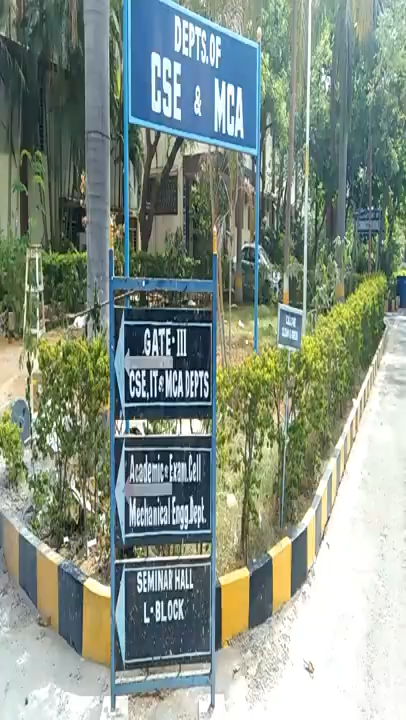 DEPTS. OF
CSE & MCA
GATE-III
CSE, IT & MCA DEPTS
Academic & Exam.Cell
Mechanical Engg.Dept.
SEMINAR HALL
L-BLOCK